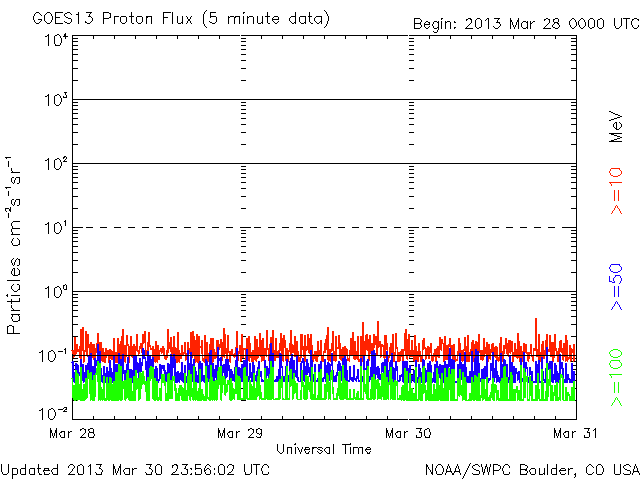 GOES13 Proton Flux (5 minute data)
Begin: 2013 Mar 28 0000 UTC
10⁴
10³
10²
10¹
10⁰
10⁻¹
10⁻²
Particles cm⁻²s⁻¹sr⁻¹
MeV
>=10
>=50
>=100
Mar 28
Mar 29
Mar 30
Mar 31
Universal Time
Updated 2013 Mar 30 23:56:02 UTC
NOAA/SWPC Boulder, CO USA